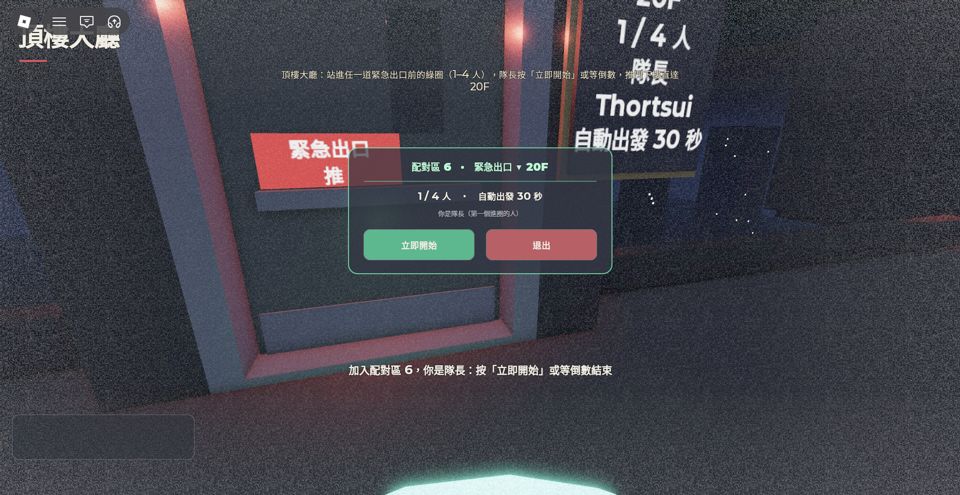 頂樓大廳
頂樓大廳：站進任一道緊急出口前的綠圈（1–4 人），隊長按「立即開始」或等倒數，推
直達
20F
20F
1 / 4 人
隊長
Thortsui
自動出發 30 秒
緊急出口
推
配對區 6 • 緊急出口 ▼ 20F
1 / 4 人 · 自動出發 30 秒
你是隊長（第一個進圈的人）
立即開始
退出
加入配對區 6，你是隊長：按「立即開始」或等倒數結束